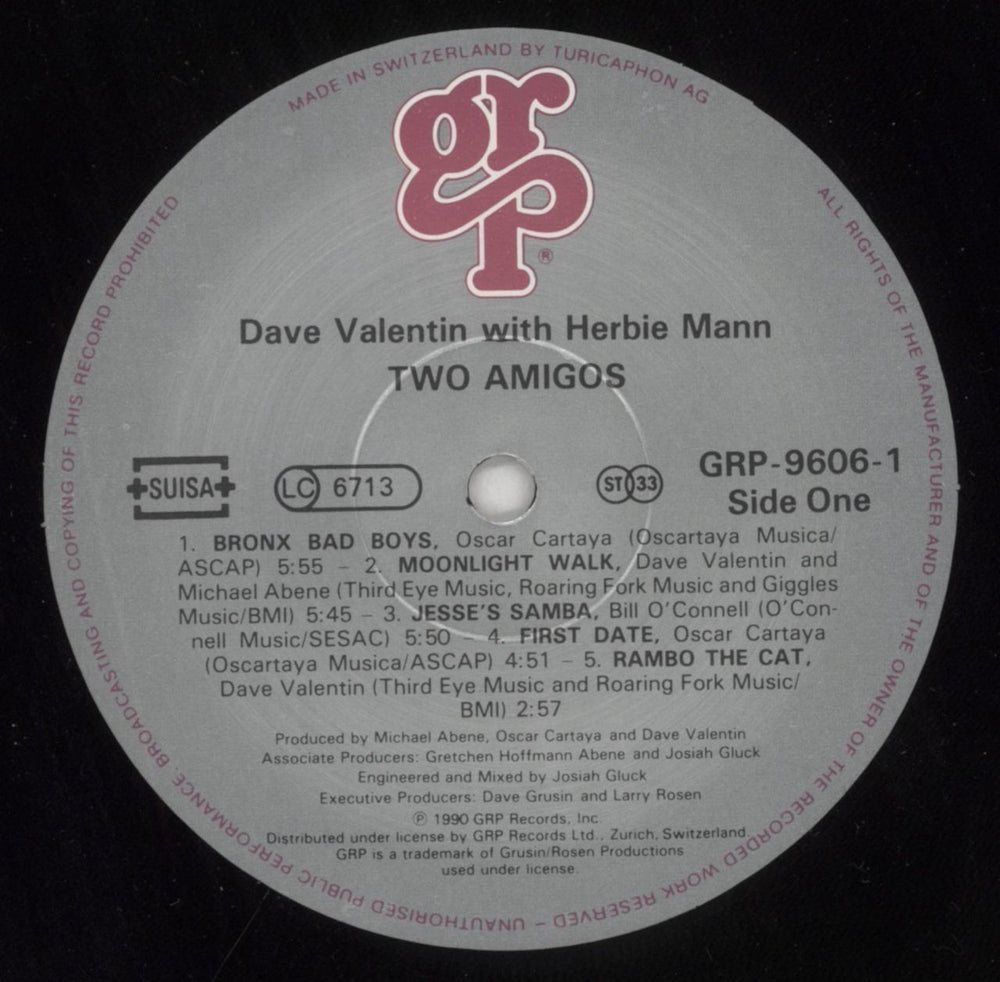 MADE IN SWITZERLAND BY TURICAPHON AG
ALL RIGHTS OF THE MANUFACTURER AND OF THE OWNER OF THE RECORDED WORK RESERVED – UNAUTHORISED PUBLIC PERFORMANCE, BROADCASTING AND COPYING OF THIS RECORD PROHIBITED
grp®
Dave Valentin with Herbie Mann
TWO AMIGOS
SUISA
LC 6713
ST 33
GRP-9606-1
Side One
1. BRONX BAD BOYS, Oscar Cartaya (Oscartaya Musica/
ASCAP) 5:55 – 2. MOONLIGHT WALK, Dave Valentin and
Michael Abene (Third Eye Music, Roaring Fork Music and Giggles
Music/BMI) 5:45 – 3. JESSE'S SAMBA, Bill O'Connell (O'Con-
nell Music/SESAC) 5:50 – 4. FIRST DATE, Oscar Cartaya
(Oscartaya Musica/ASCAP) 4:51 – 5. RAMBO THE CAT,
Dave Valentin (Third Eye Music and Roaring Fork Music/
BMI) 2:57
Produced by Michael Abene, Oscar Cartaya and Dave Valentin
Associate Producers: Gretchen Hoffmann Abene and Josiah Gluck
Engineered and Mixed by Josiah Gluck
Executive Producers: Dave Grusin and Larry Rosen
℗ 1990 GRP Records, Inc.
Distributed under license by GRP Records Ltd., Zurich, Switzerland.
GRP is a trademark of Grusin/Rosen Productions
used under license.